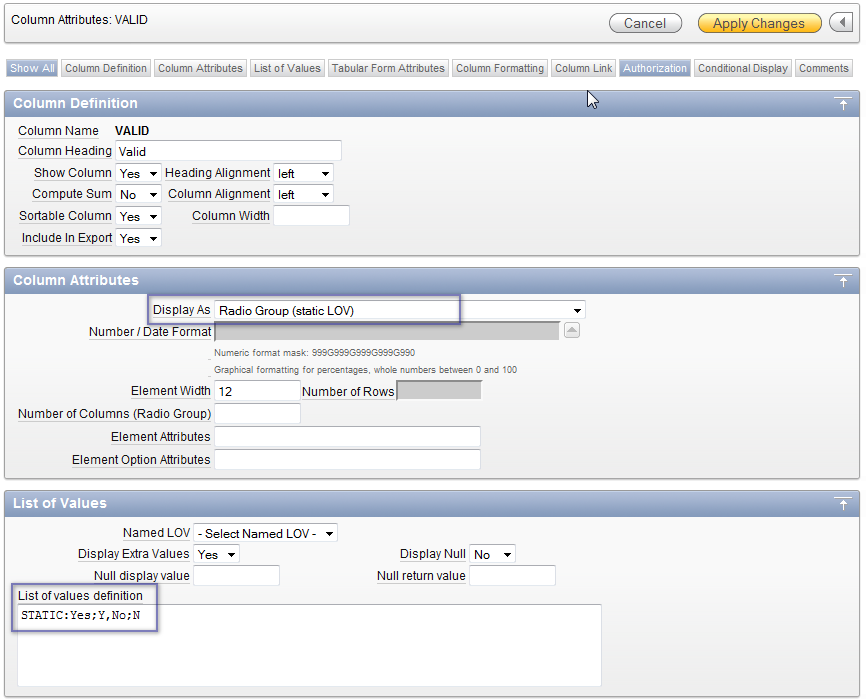 Column Attributes: VALID Cancel Apply Changes
Show All Column Definition Column Attributes List of Values Tabular Form Attributes Column Formatting Column Link Authorization Conditional Display Comments
Column Definition
Column Name VALID
Column Heading Valid
Show Column Yes Heading Alignment left
Compute Sum No Column Alignment left
Sortable Column Yes Column Width
Include In Export Yes
Column Attributes
Display As Radio Group (static LOV)
Number / Date Format
Numeric format mask: 999G999G999G999G990
Graphical formatting for percentages, whole numbers between 0 and 100
Element Width 12 Number of Rows
Number of Columns (Radio Group)
Element Attributes
Element Option Attributes
List of Values
Named LOV - Select Named LOV -
Display Extra Values Yes Display Null No
Null display value Null return value
List of values definition
STATIC:Yes;Y,No;N